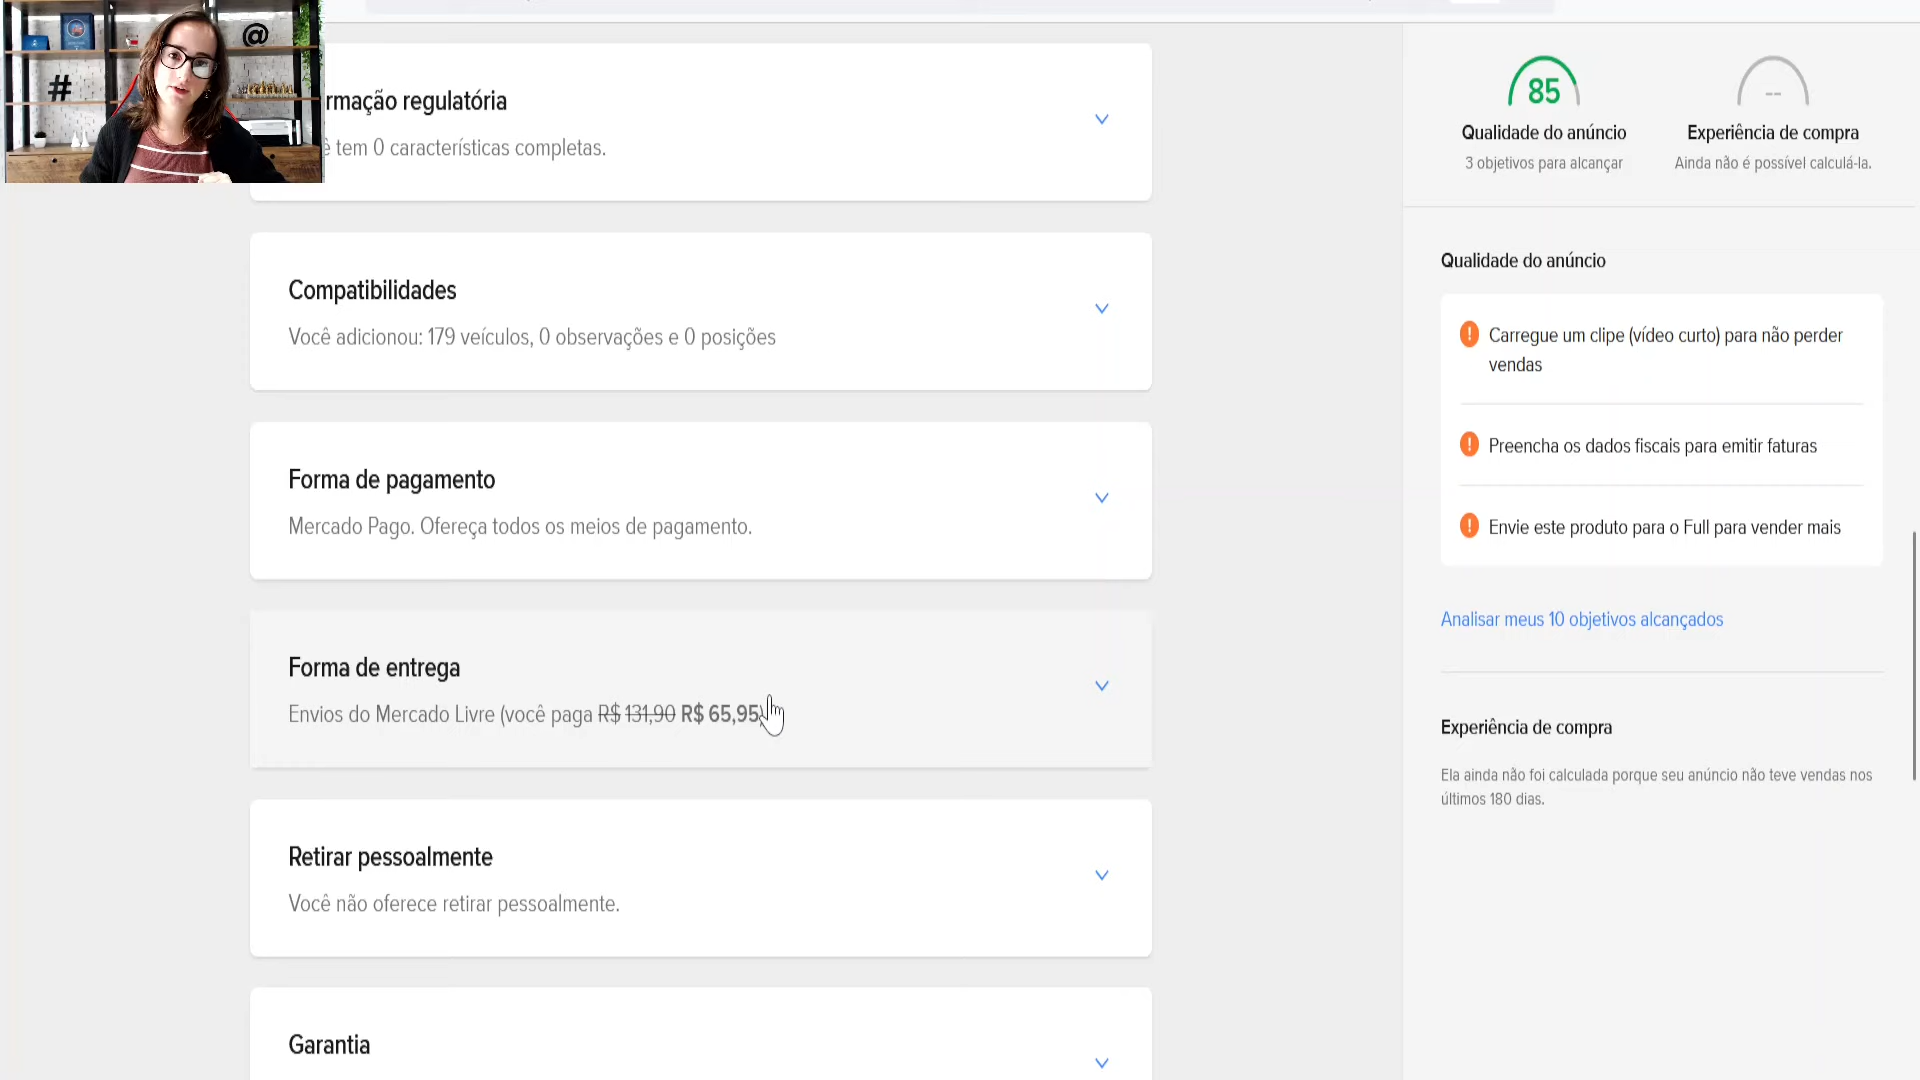 @
#
rmação regulatória
ê tem 0 características completas.
Compatibilidades
Você adicionou: 179 veículos, 0 observações e 0 posições
Forma de pagamento
Mercado Pago. Ofereça todos os meios de pagamento.
Forma de entrega
Envios do Mercado Livre (você paga R$ 131,90 R$ 65,95)
Retirar pessoalmente
Você não oferece retirar pessoalmente.
Garantia
85
Qualidade do anúncio
3 objetivos para alcançar
--
Experiência de compra
Ainda não é possível calculá-la.
Qualidade do anúncio
Carregue um clipe (vídeo curto) para não perder
vendas
Preencha os dados fiscais para emitir faturas
Envie este produto para o Full para vender mais
Analisar meus 10 objetivos alcançados
Experiência de compra
Ela ainda não foi calculada porque seu anúncio não teve vendas nos
últimos 180 dias.